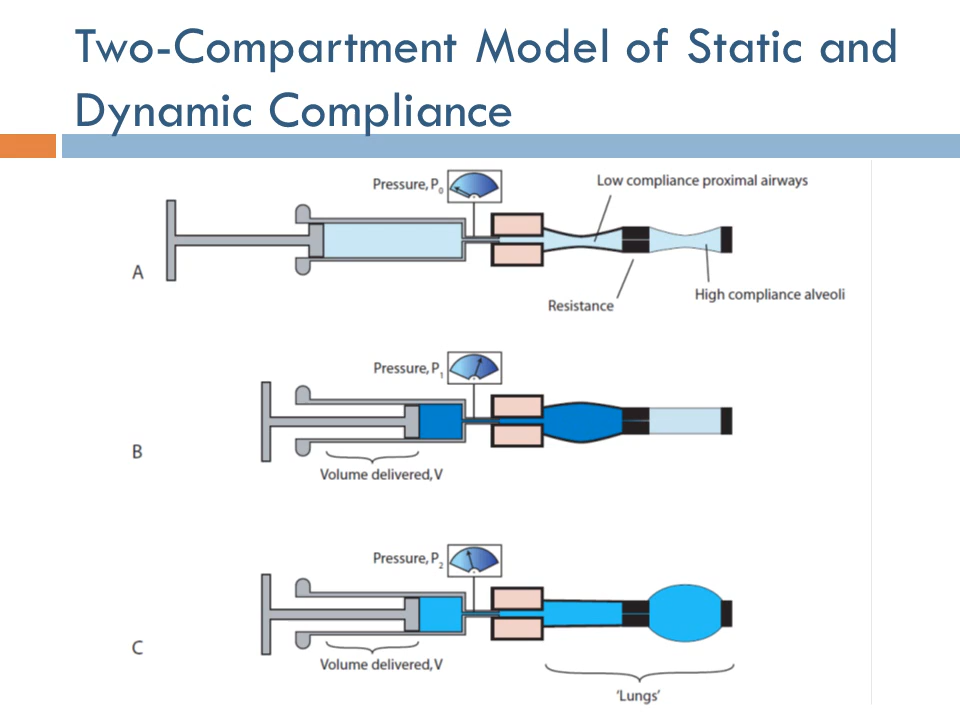 Two-Compartment Model of Static and
Dynamic Compliance
Pressure, P0
Low compliance proximal airways
A
Resistance
High compliance alveoli
Pressure, P1
B
Volume delivered, V
Pressure, P2
C
Volume delivered, V
'Lungs'